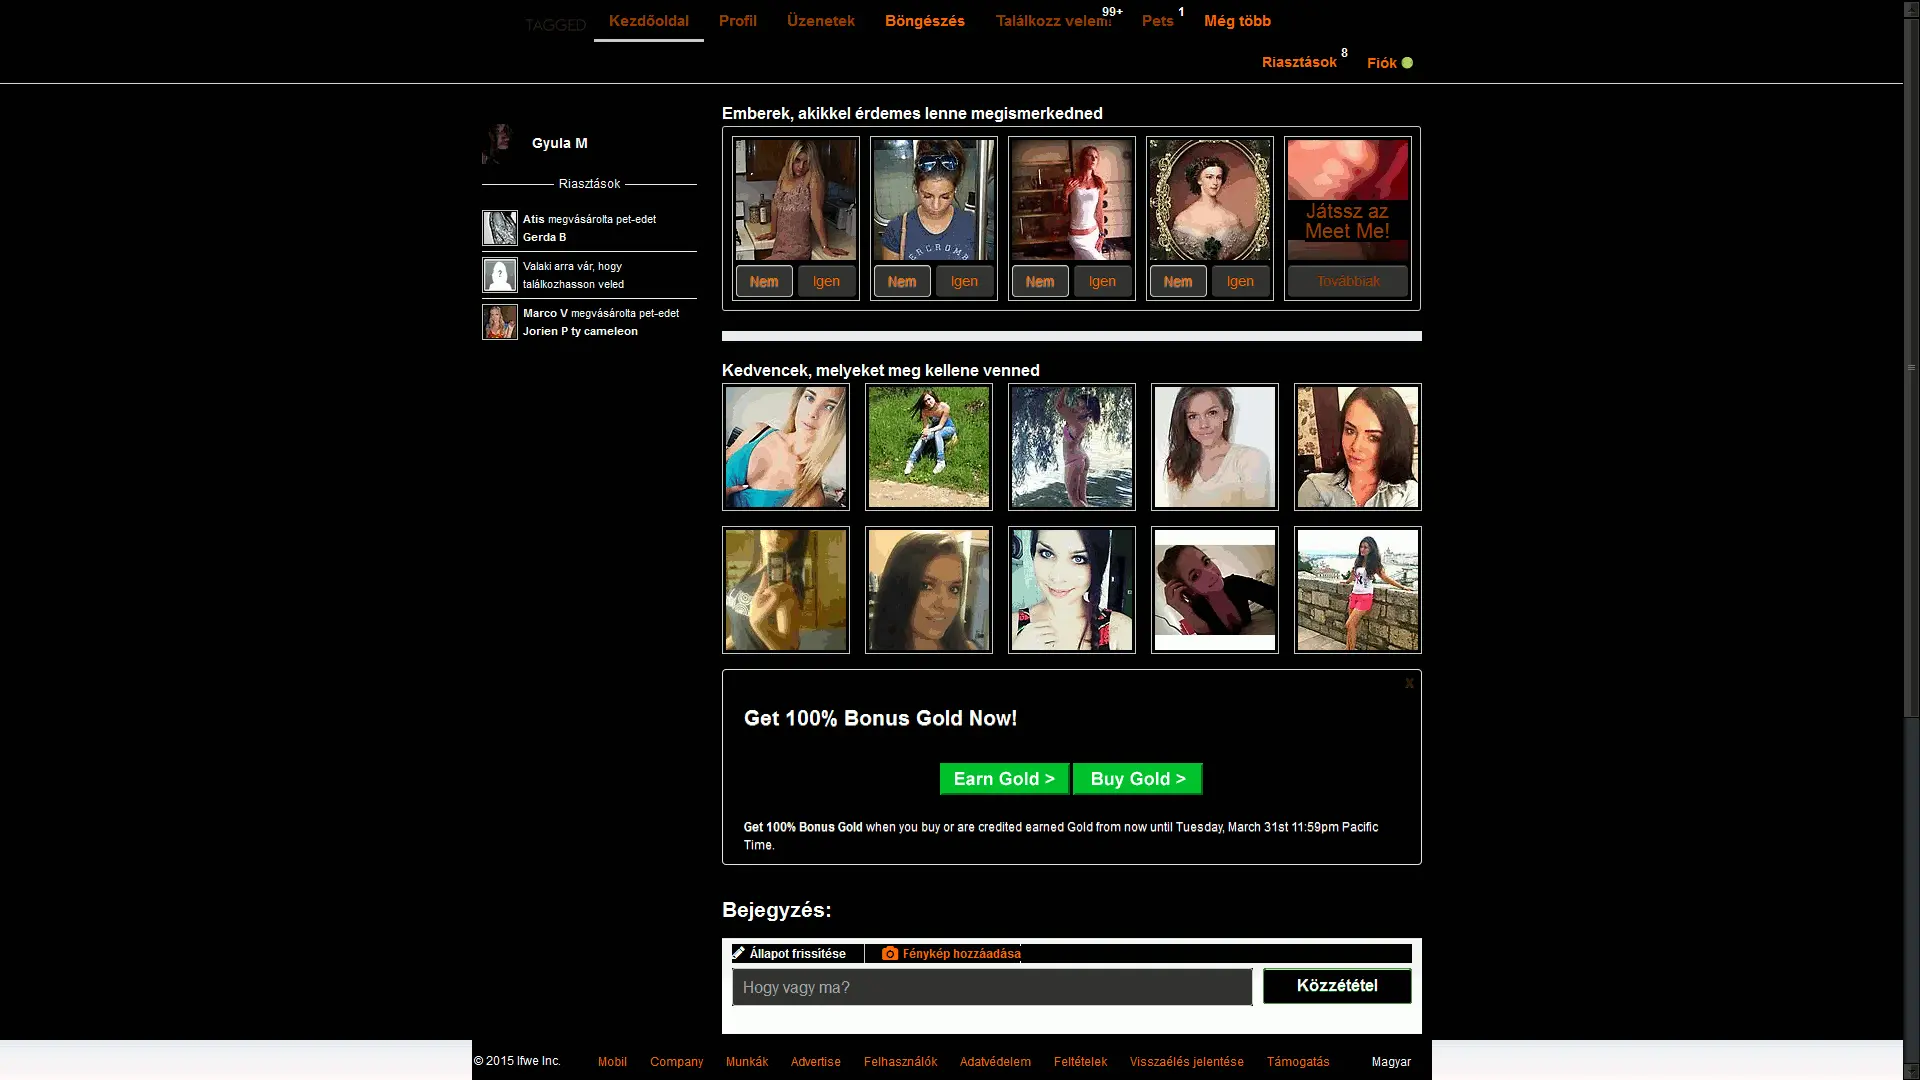 TAGGED Kezdőoldal Profil Üzenetek Böngészés Találkozz velem! 99+ Pets 1 Még több
Riasztások 8 Fiók
Gyula M
Riasztások
Atis megvásárolta pet-edet
Gerda B
Valaki arra vár, hogy
találkozhasson veled
Marco V megvásárolta pet-edet
Jorien P ty cameleon
Emberek, akikkel érdemes lenne megismerkedned
Játssz az
Meet Me!
Nem Igen Nem Igen Nem Igen Nem Igen Továbbiak
Kedvencek, melyeket meg kellene venned
X
Get 100% Bonus Gold Now!
Earn Gold > Buy Gold >
Get 100% Bonus Gold when you buy or are credited earned Gold from now until Tuesday, March 31st 11:59pm Pacific
Time.
Bejegyzés:
Állapot frissítése Fénykép hozzáadása
Hogy vagy ma? Közzététel
© 2015 Ifwe Inc. Mobil Company Munkák Advertise Felhasználók Adatvédelem Feltételek Visszaélés jelentése Támogatás Magyar